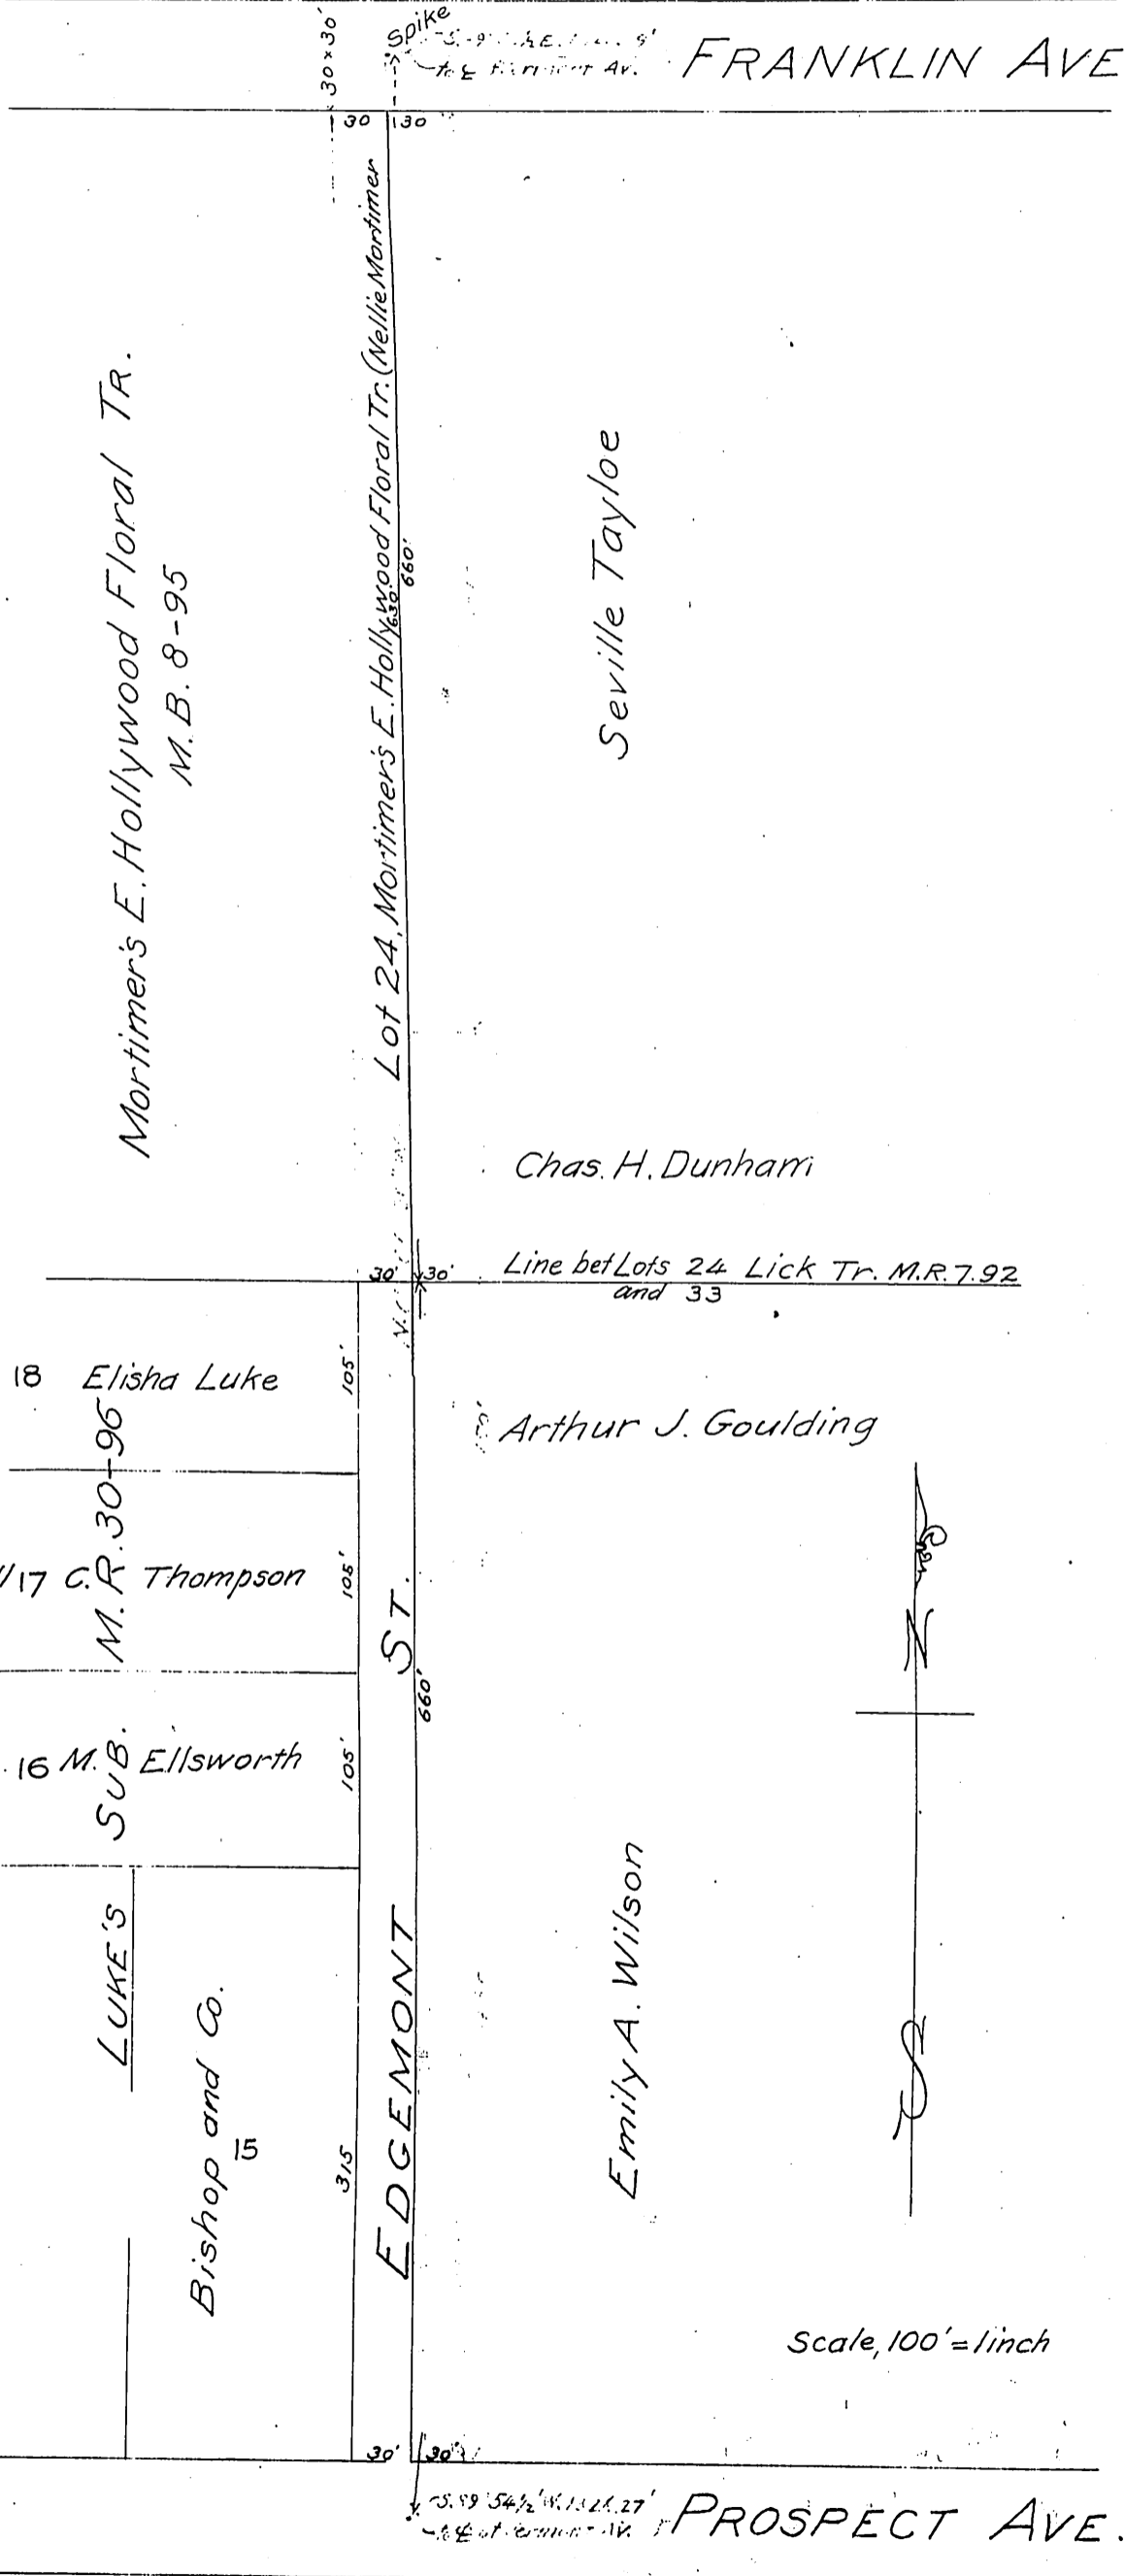 Spike
30×30'
FRANKLIN AVE
Av.
30
30
Mortimer's E. Hollywood Floral TR.
M.B. 8-95
Lot 24, Mortimer's E. Hollywood Floral Tr. (Nellie Mortimer
630'
660'
Seville Tayloe
Chas. H. Dunham
30'
30'
Line bet Lots 24 Lick Tr. M.R. 7.92
and 33
18 Elisha Luke
105'
Arthur J. Goulding
17 C. Thompson
105'
16 M. Ellsworth
105'
LUKE'S SUB. M.R. 30-96
Bishop and Co.
15
315
EDGEMONT ST.
660'
Emily A. Wilson
N
S
Scale, 100'=1inch
30'
30'
PROSPECT AVE.